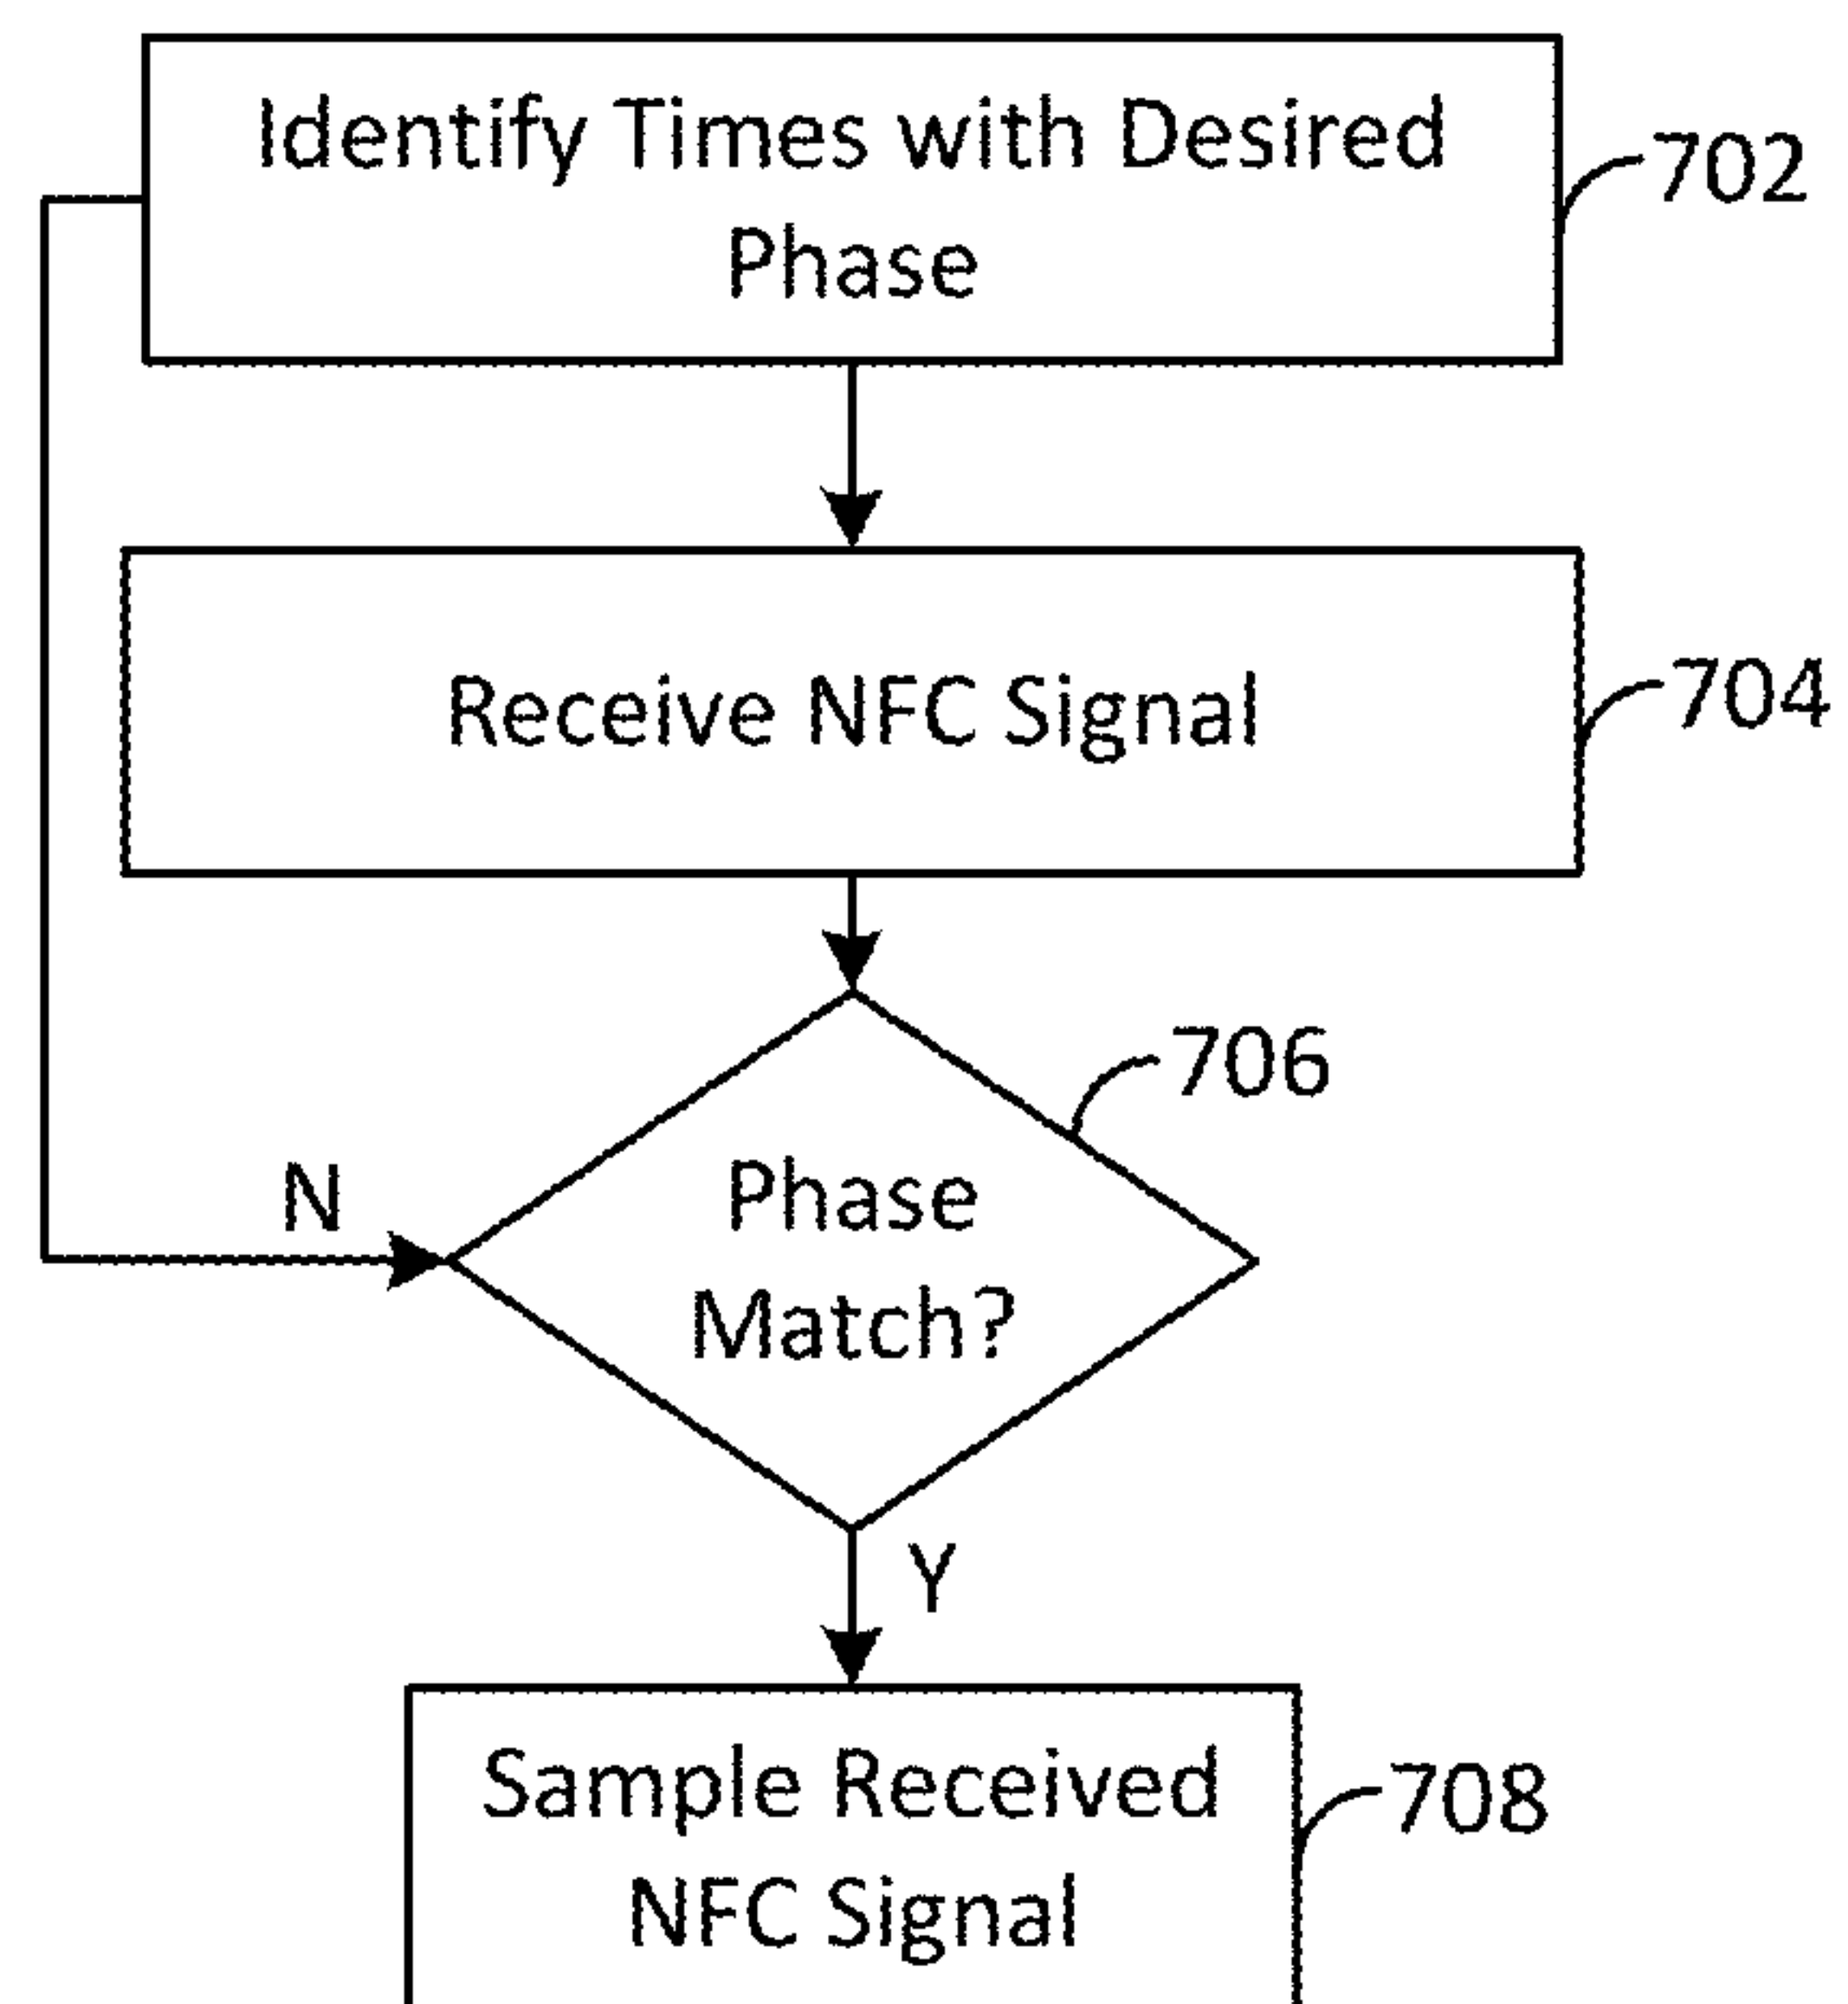 Identify Times with Desired
Phase
702
Receive NFC Signal
704
706
Phase
Match?
N
Y
Sample Received
NFC Signal
708